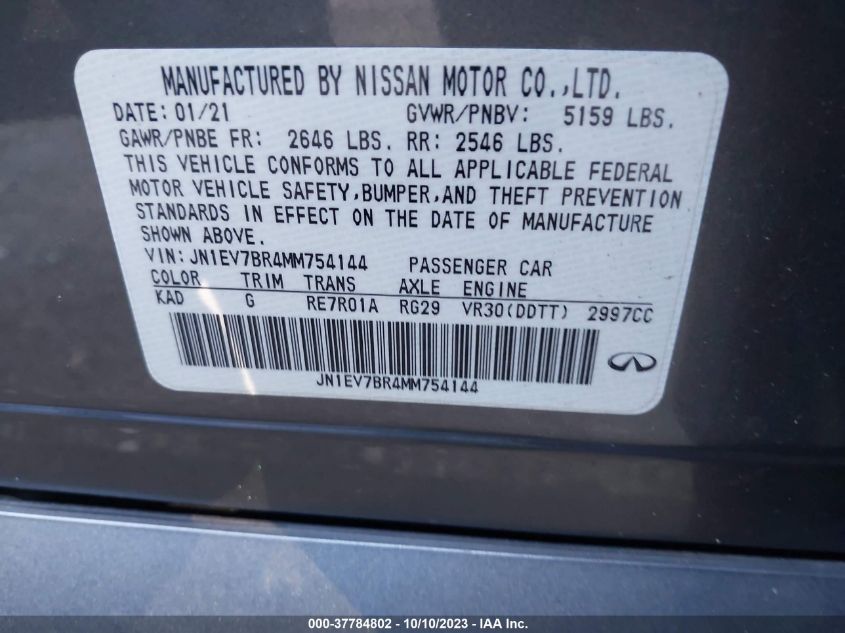 MANUFACTURED BY NISSAN MOTOR CO.,LTD.
DATE: 01/21 GVWR/PNBV: 5159 LBS.
GAWR/PNBE FR: 2646 LBS. RR: 2546 LBS.
THIS VEHICLE CONFORMS TO ALL APPLICABLE FEDERAL
MOTOR VEHICLE SAFETY,BUMPER,AND THEFT PREVENTION
STANDARDS IN EFFECT ON THE DATE OF MANUFACTURE
SHOWN ABOVE.
VIN:JN1EV7BR4MM754144 PASSENGER CAR
COLOR TRIM TRANS AXLE ENGINE
KAD G RE7R01A RG29 VR30(DDTT) 2997CC
JN1EV7BR4MM754144
000-37784802 - 10/10/2023 - IAA Inc.